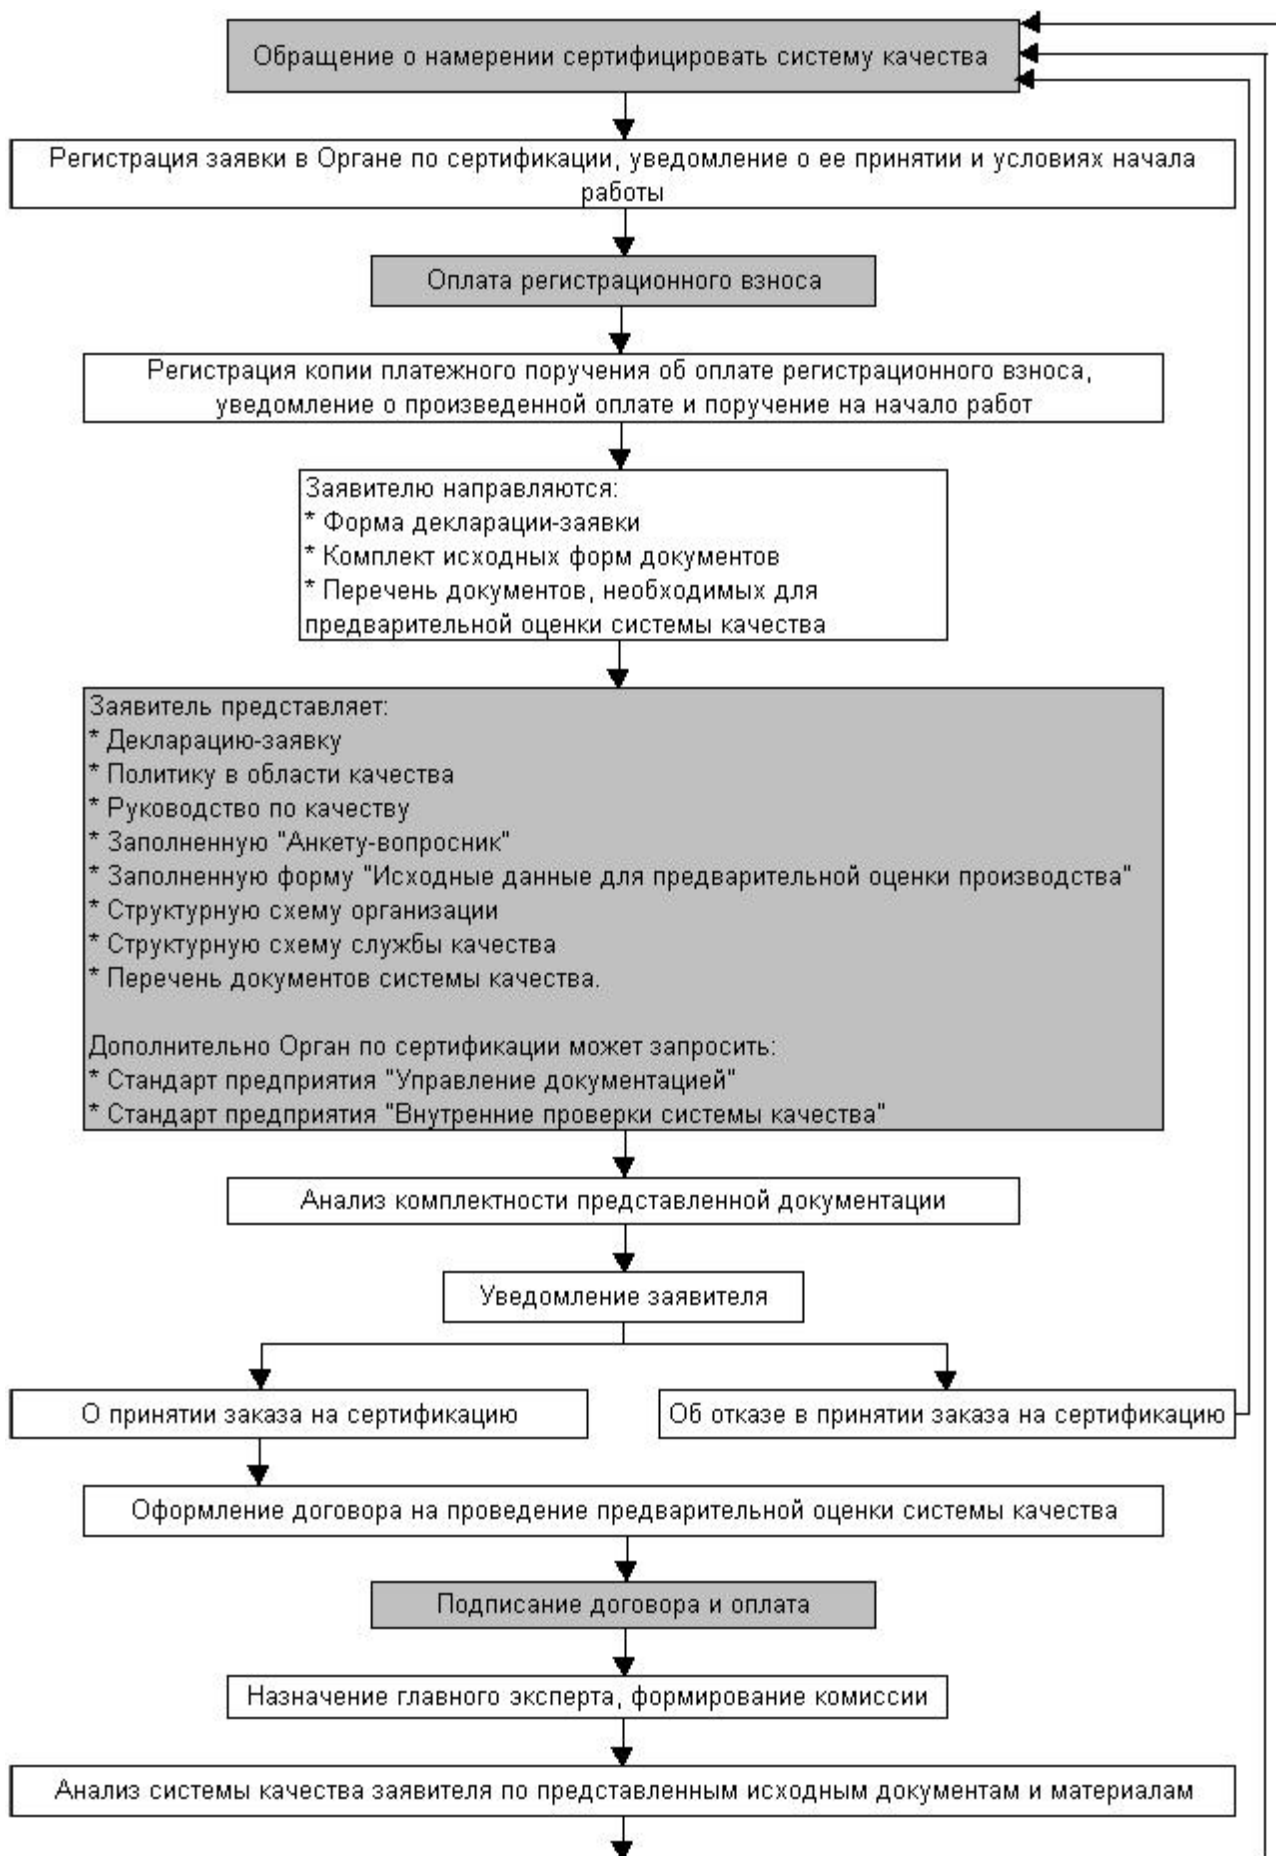 Обращение о намерении сертифицировать систему качества
Регистрация заявки в Органе по сертификации, уведомление о ее принятии и условиях начала
работы
Оплата регистрационного взноса
Регистрация копии платежного поручения об оплате регистрационного взноса,
уведомление о произведенной оплате и поручение на начало работ
Заявителю направляются:
* Форма декларации-заявки
* Комплект исходных форм документов
* Перечень документов, необходимых для
предварительной оценки системы качества
Заявитель представляет:
* Декларацию-заявку
* Политику в области качества
* Руководство по качеству
* Заполненную "Анкету-вопросник"
* Заполненную форму "Исходные данные для предварительной оценки производства"
* Структурную схему организации
* Структурную схему службы качества
* Перечень документов системы качества.
Дополнительно Орган по сертификации может запросить:
* Стандарт предприятия "Управление документацией"
* Стандарт предприятия "Внутренние проверки системы качества"
Анализ комплектности представленной документации
Уведомление заявителя
О принятии заказа на сертификацию
Об отказе в принятии заказа на сертификацию
Оформление договора на проведение предварительной оценки системы качества
Подписание договора и оплата
Назначение главного эксперта, формирование комиссии
Анализ системы качества заявителя по представленным исходным документам и материалам